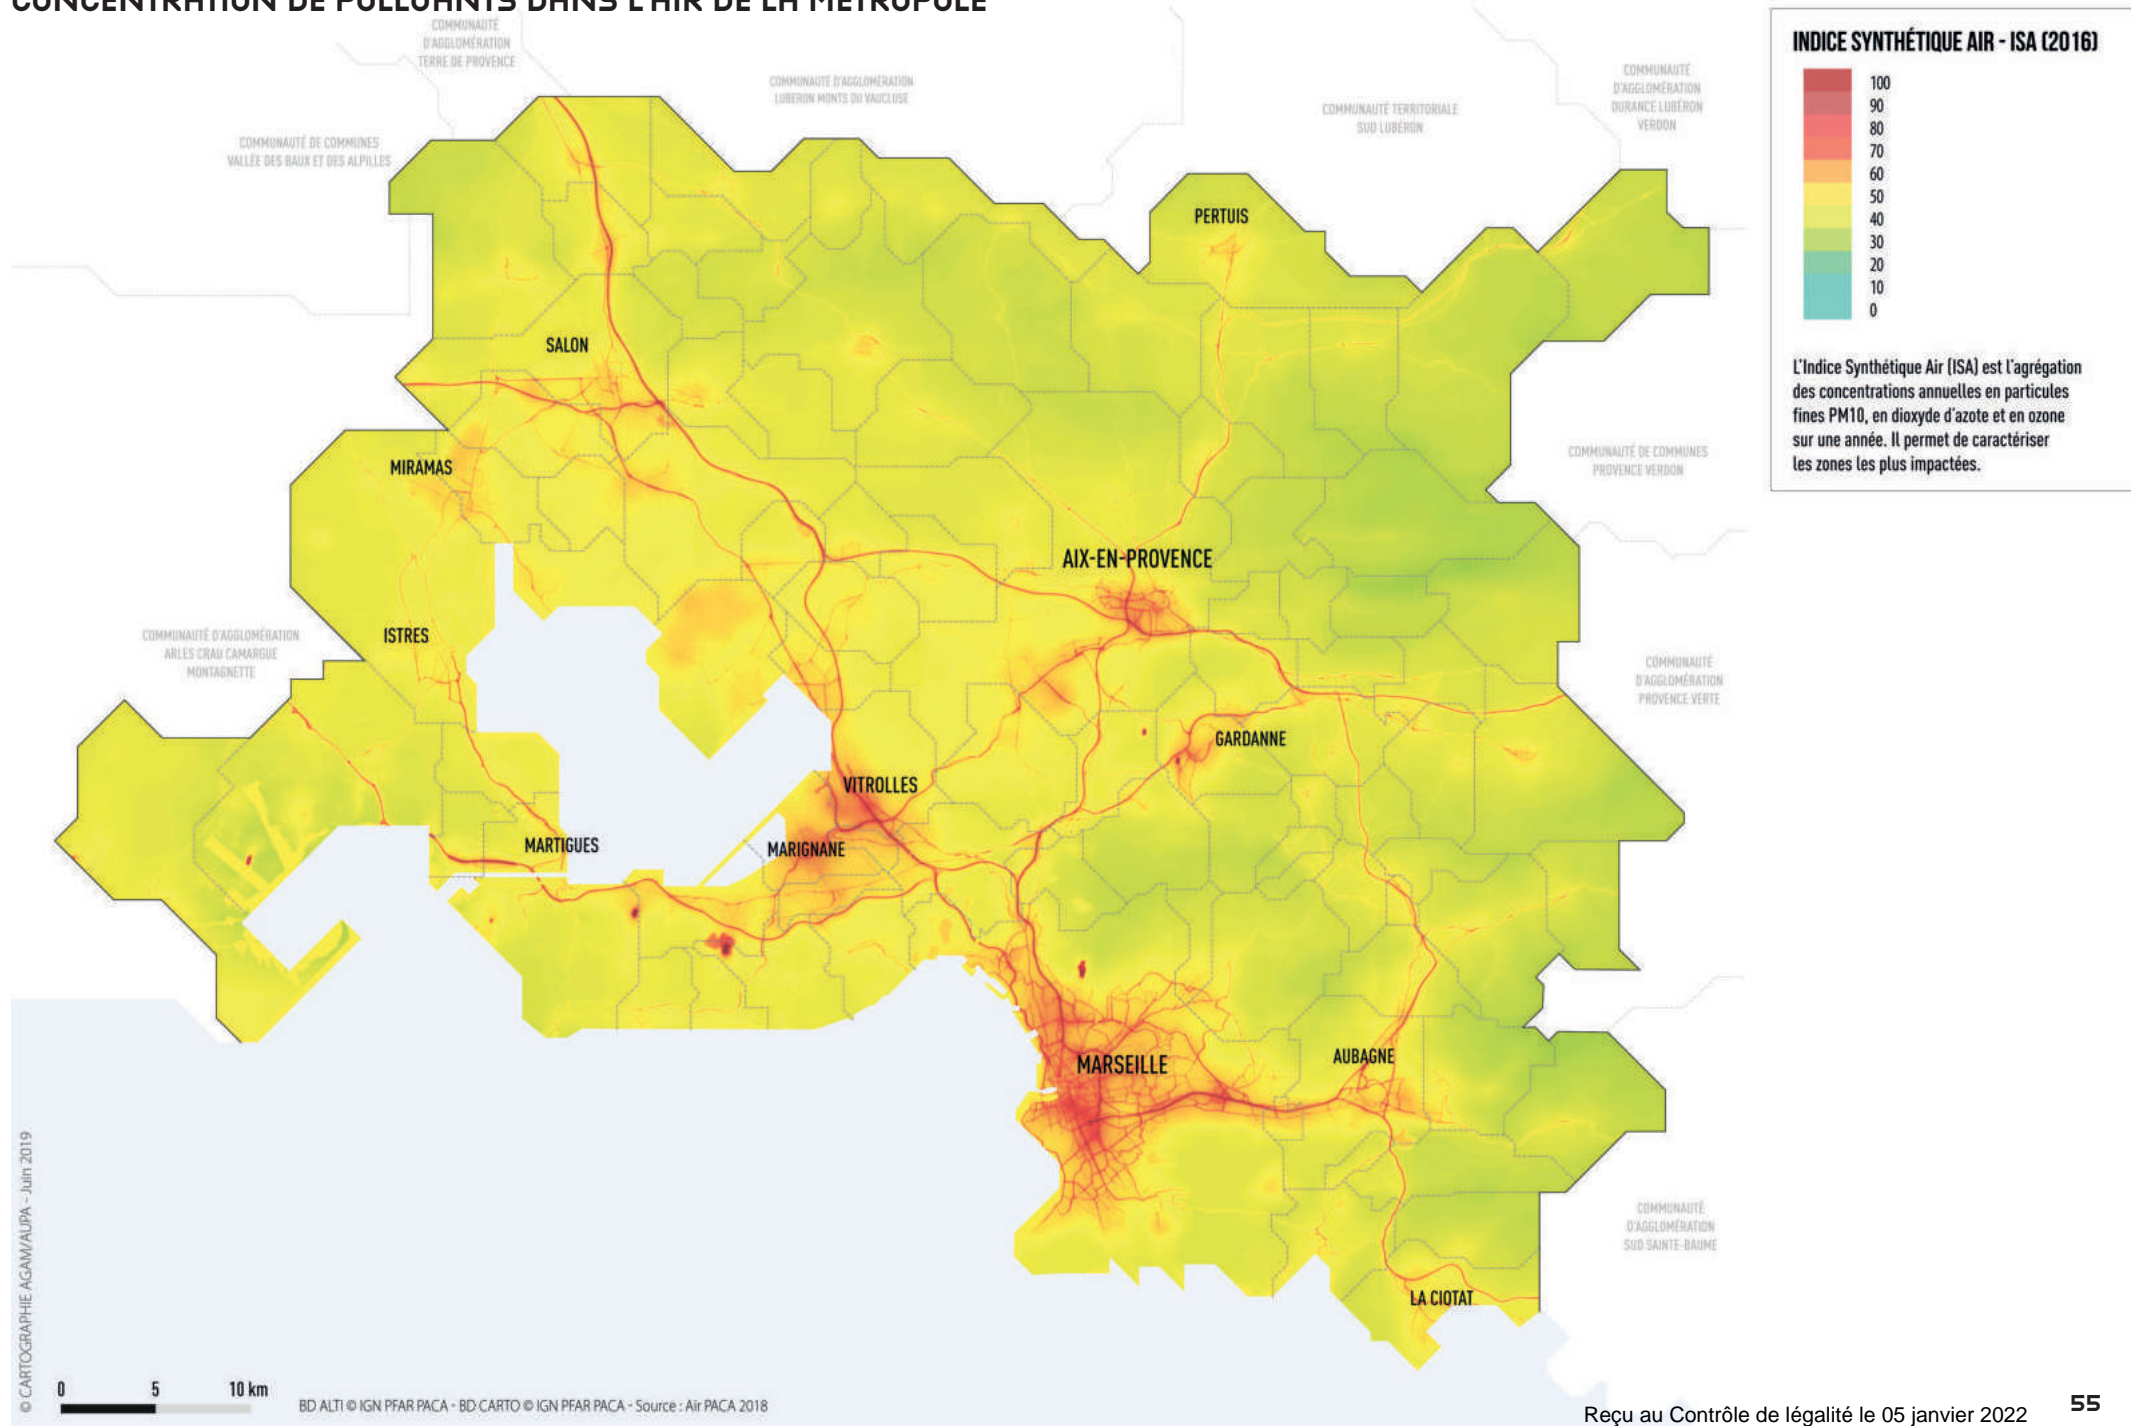 CONCENTRATION DE POLLUANTS DANS L'AIR DE LA MÉTROPOLE
COMMUNAUTÉ
D'AGGLOMÉRATION
TERRE DE PROVENCE
COMMUNAUTÉ D'AGGLOMÉRATION
LUBERON MONTS DU VAUCLUSE
COMMUNAUTÉ TERRITORIALE
SUD LUBÉRON
COMMUNAUTÉ
D'AGGLOMÉRATION
DURANCE LUBÉRON
VERDON
COMMUNAUTÉ DE COMMUNES
VALLÉE DES BAUX ET DES ALPILLES
INDICE SYNTHÉTIQUE AIR - ISA (2016)
100
90
80
70
60
50
40
30
20
10
0
L'Indice Synthétique Air (ISA) est l'agrégation
des concentrations annuelles en particules
fines PM10, en dioxyde d'azote et en ozone
sur une année. Il permet de caractériser
les zones les plus impactées.
PERTUIS
SALON
MIRAMAS
COMMUNAUTÉ DE COMMUNES
PROVENCE VERDON
AIX-EN-PROVENCE
ISTRES
COMMUNAUTÉ D'AGGLOMÉRATION
ARLES CRAU CAMARGUE
MONTAGNETTE
COMMUNAUTÉ
D'AGGLOMÉRATION
PROVENCE VERTE
GARDANNE
VITROLLES
MARTIGUES
MARIGNANE
MARSEILLE
AUBAGNE
COMMUNAUTÉ
D'AGGLOMÉRATION
SUD SAINTE-BAUME
LA CIOTAT
© CARTOGRAPHIE AGAM/AUPA - Juin 2019
0 5 10 km
BD ALTI © IGN PFAR PACA - BD CARTO © IGN PFAR PACA - Source : Air PACA 2018
55
Reçu au Contrôle de légalité le 05 janvier 2022